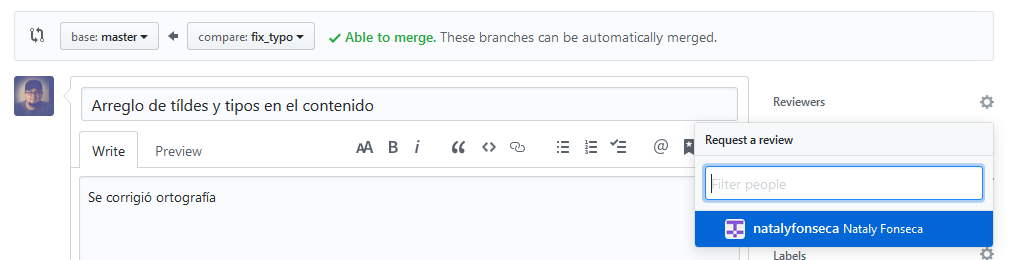 base: master compare: fix_typo Able to merge. These branches can be automatically merged.
Arreglo de tíldes y tipos en el contenido
Reviewers
Request a review
Write Preview AA B i @
Filter people
Se corrigió ortografía
natalyfonseca Nataly Fonseca
Labels